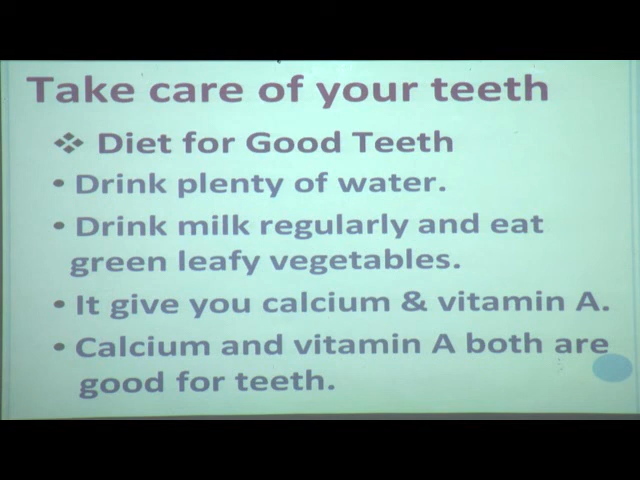 Take care of your teeth
❖ Diet for Good Teeth
• Drink plenty of water.
• Drink milk regularly and eat
green leafy vegetables.
• It give you calcium & vitamin A.
• Calcium and vitamin A both are
good for teeth.